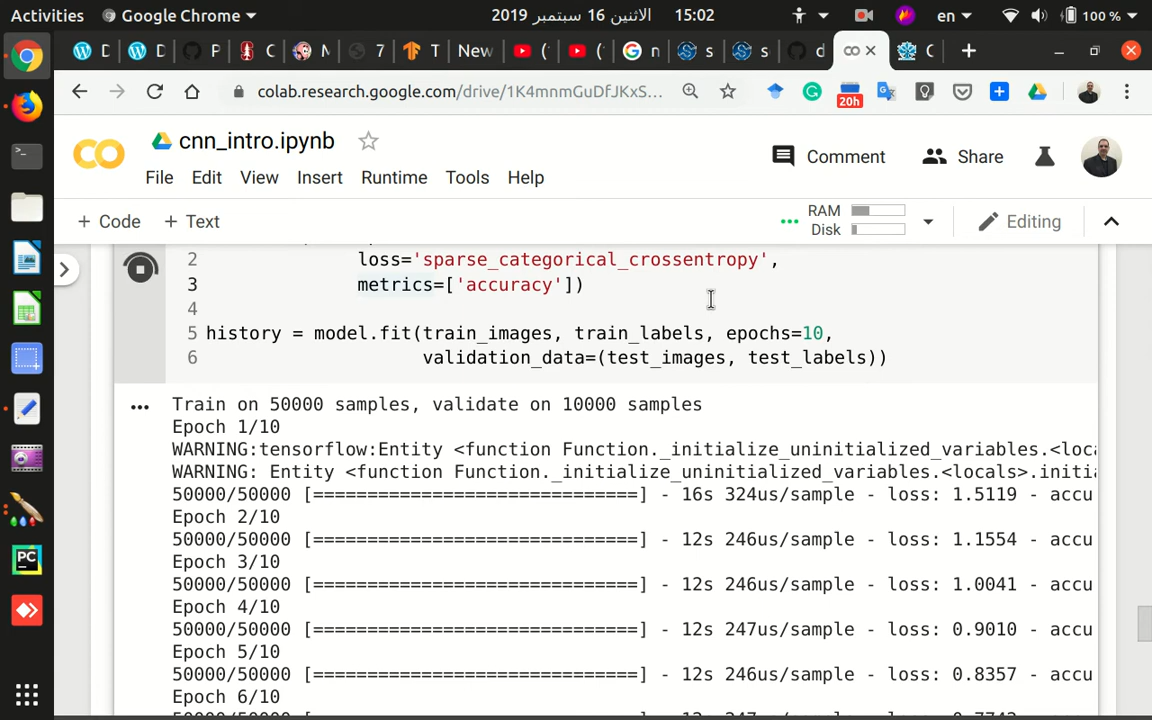 Activities Google Chrome الاثنين 16 سبتمبر 2019 15:02 en 100 %
D D P C N 7 T New ( ( n s s d C
colab.research.google.com/drive/1K4mnmGuDfJKxS... 20h
cnn_intro.ipynb
Comment Share
File Edit View Insert Runtime Tools Help
+ Code + Text RAM Disk Editing
2 loss='sparse_categorical_crossentropy',
3 metrics=['accuracy'])
4
5 history = model.fit(train_images, train_labels, epochs=10,
6 validation_data=(test_images, test_labels))
Train on 50000 samples, validate on 10000 samples
Epoch 1/10
WARNING:tensorflow:Entity <function Function._initialize_uninitialized_variables.<loca
WARNING: Entity <function Function._initialize_uninitialized_variables.<locals>.initia
50000/50000 [==============================] - 16s 324us/sample - loss: 1.5119 - accu
Epoch 2/10
50000/50000 [==============================] - 12s 246us/sample - loss: 1.1554 - accu
Epoch 3/10
50000/50000 [==============================] - 12s 246us/sample - loss: 1.0041 - accu
Epoch 4/10
50000/50000 [==============================] - 12s 247us/sample - loss: 0.9010 - accu
Epoch 5/10
50000/50000 [==============================] - 12s 246us/sample - loss: 0.8357 - accu
Epoch 6/10